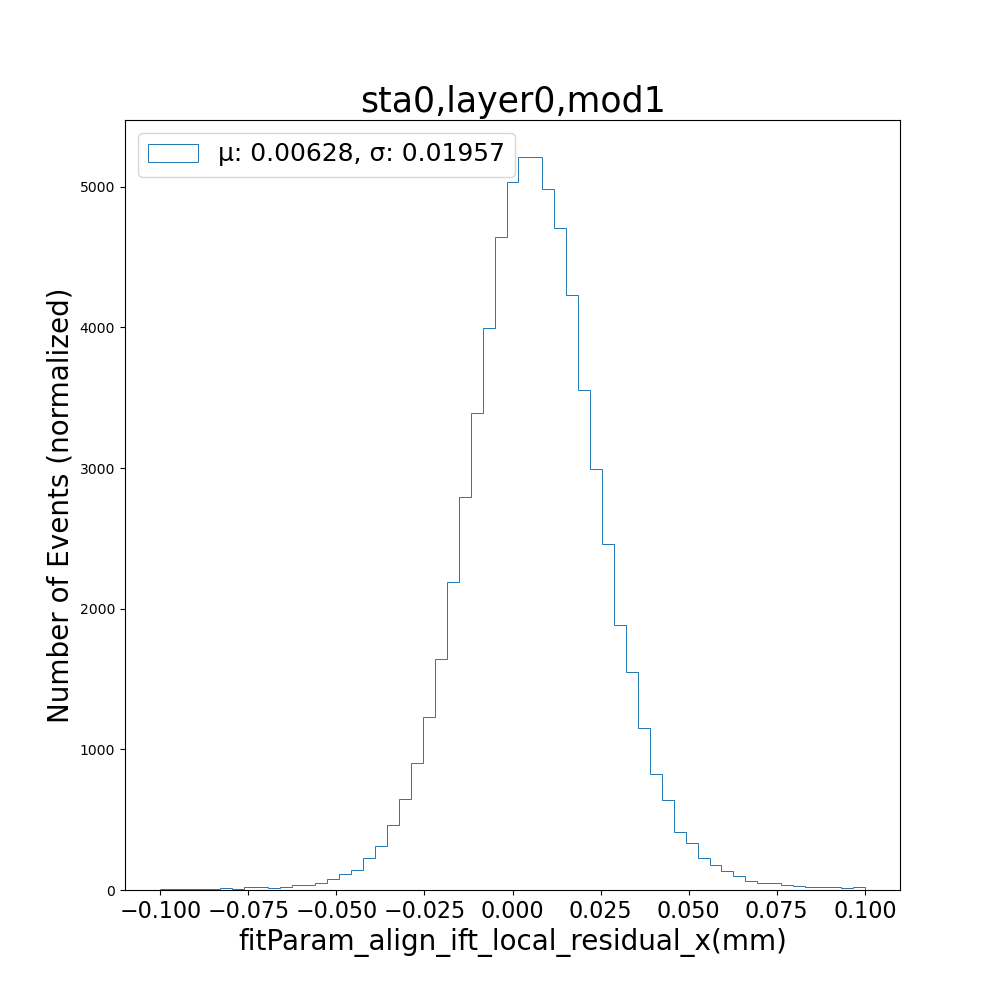 sta0,layer0,mod1
μ: 0.00628, σ: 0.01957
Number of Events (normalized)
5000
4000
3000
2000
1000
0
−0.100 −0.075 −0.050 −0.025 0.000 0.025 0.050 0.075 0.100
fitParam_align_ift_local_residual_x(mm)